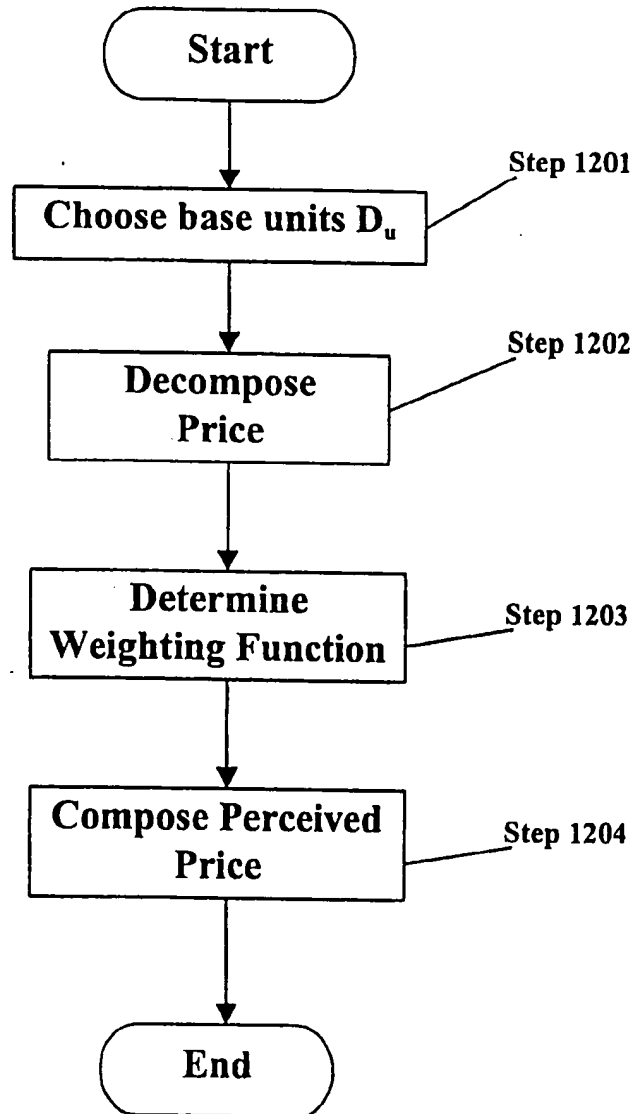 Start
Step 1201
Choose base units Dᵤ
Step 1202
Decompose
Price
Determine
Weighting Function
Step 1203
Compose Perceived
Price
Step 1204
End